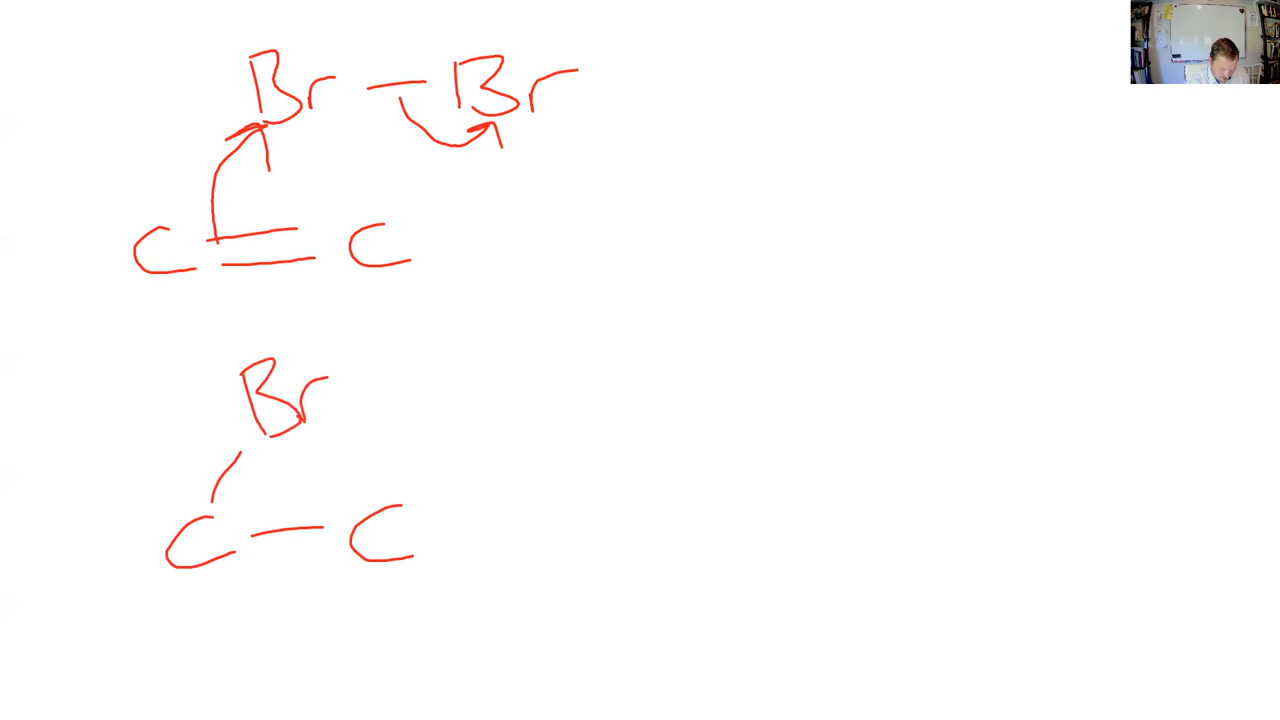 Br — Br
C = C
Br
C — C